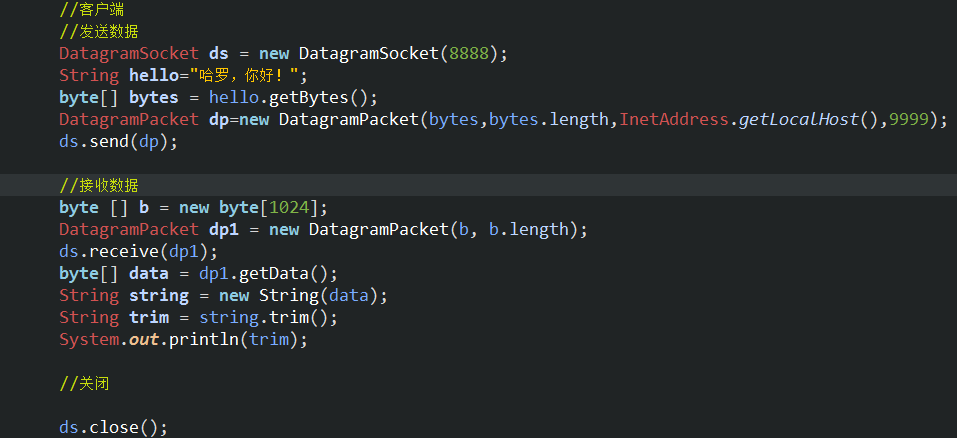 //客户端
//发送数据
DatagramSocket ds = new DatagramSocket(8888);
String hello="哈罗，你好！";
byte[] bytes = hello.getBytes();
DatagramPacket dp=new DatagramPacket(bytes,bytes.length,InetAddress.getLocalHost(),9999);
ds.send(dp);
//接收数据
byte [] b = new byte[1024];
DatagramPacket dp1 = new DatagramPacket(b, b.length);
ds.receive(dp1);
byte[] data = dp1.getData();
String string = new String(data);
String trim = string.trim();
System.out.println(trim);
//关闭
ds.close();